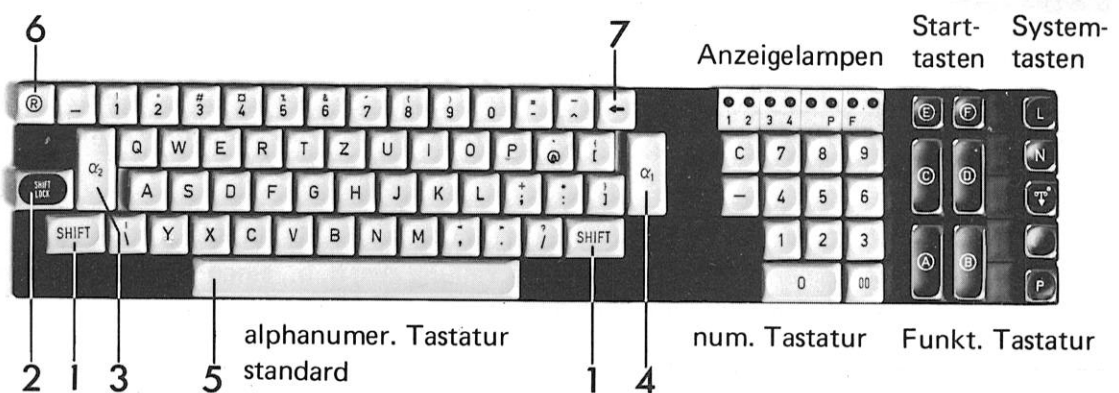 6
7
Anzeigelampen
Start-
tasten
System-
tasten
® _ ! 1 " 2 # 3 ¤ 4 % 5 & 6 ' 7 ( 8 ) 9 0 = - ~ ^ ←
1 2 3 4 P F
E F L
α₂ Q W E R T Z U I O P @ { [ α₁
C 7 8 9
C D N
SHIFT LOCK A S D F G H J K L + ; * : } ]
— 4 5 6
SHIFT \ Y X C V B N M , . ? / SHIFT
1 2 3
A B
0 00
P
alphanumer. Tastatur
standard
num. Tastatur
Funkt. Tastatur
2 1 3 5 1 4